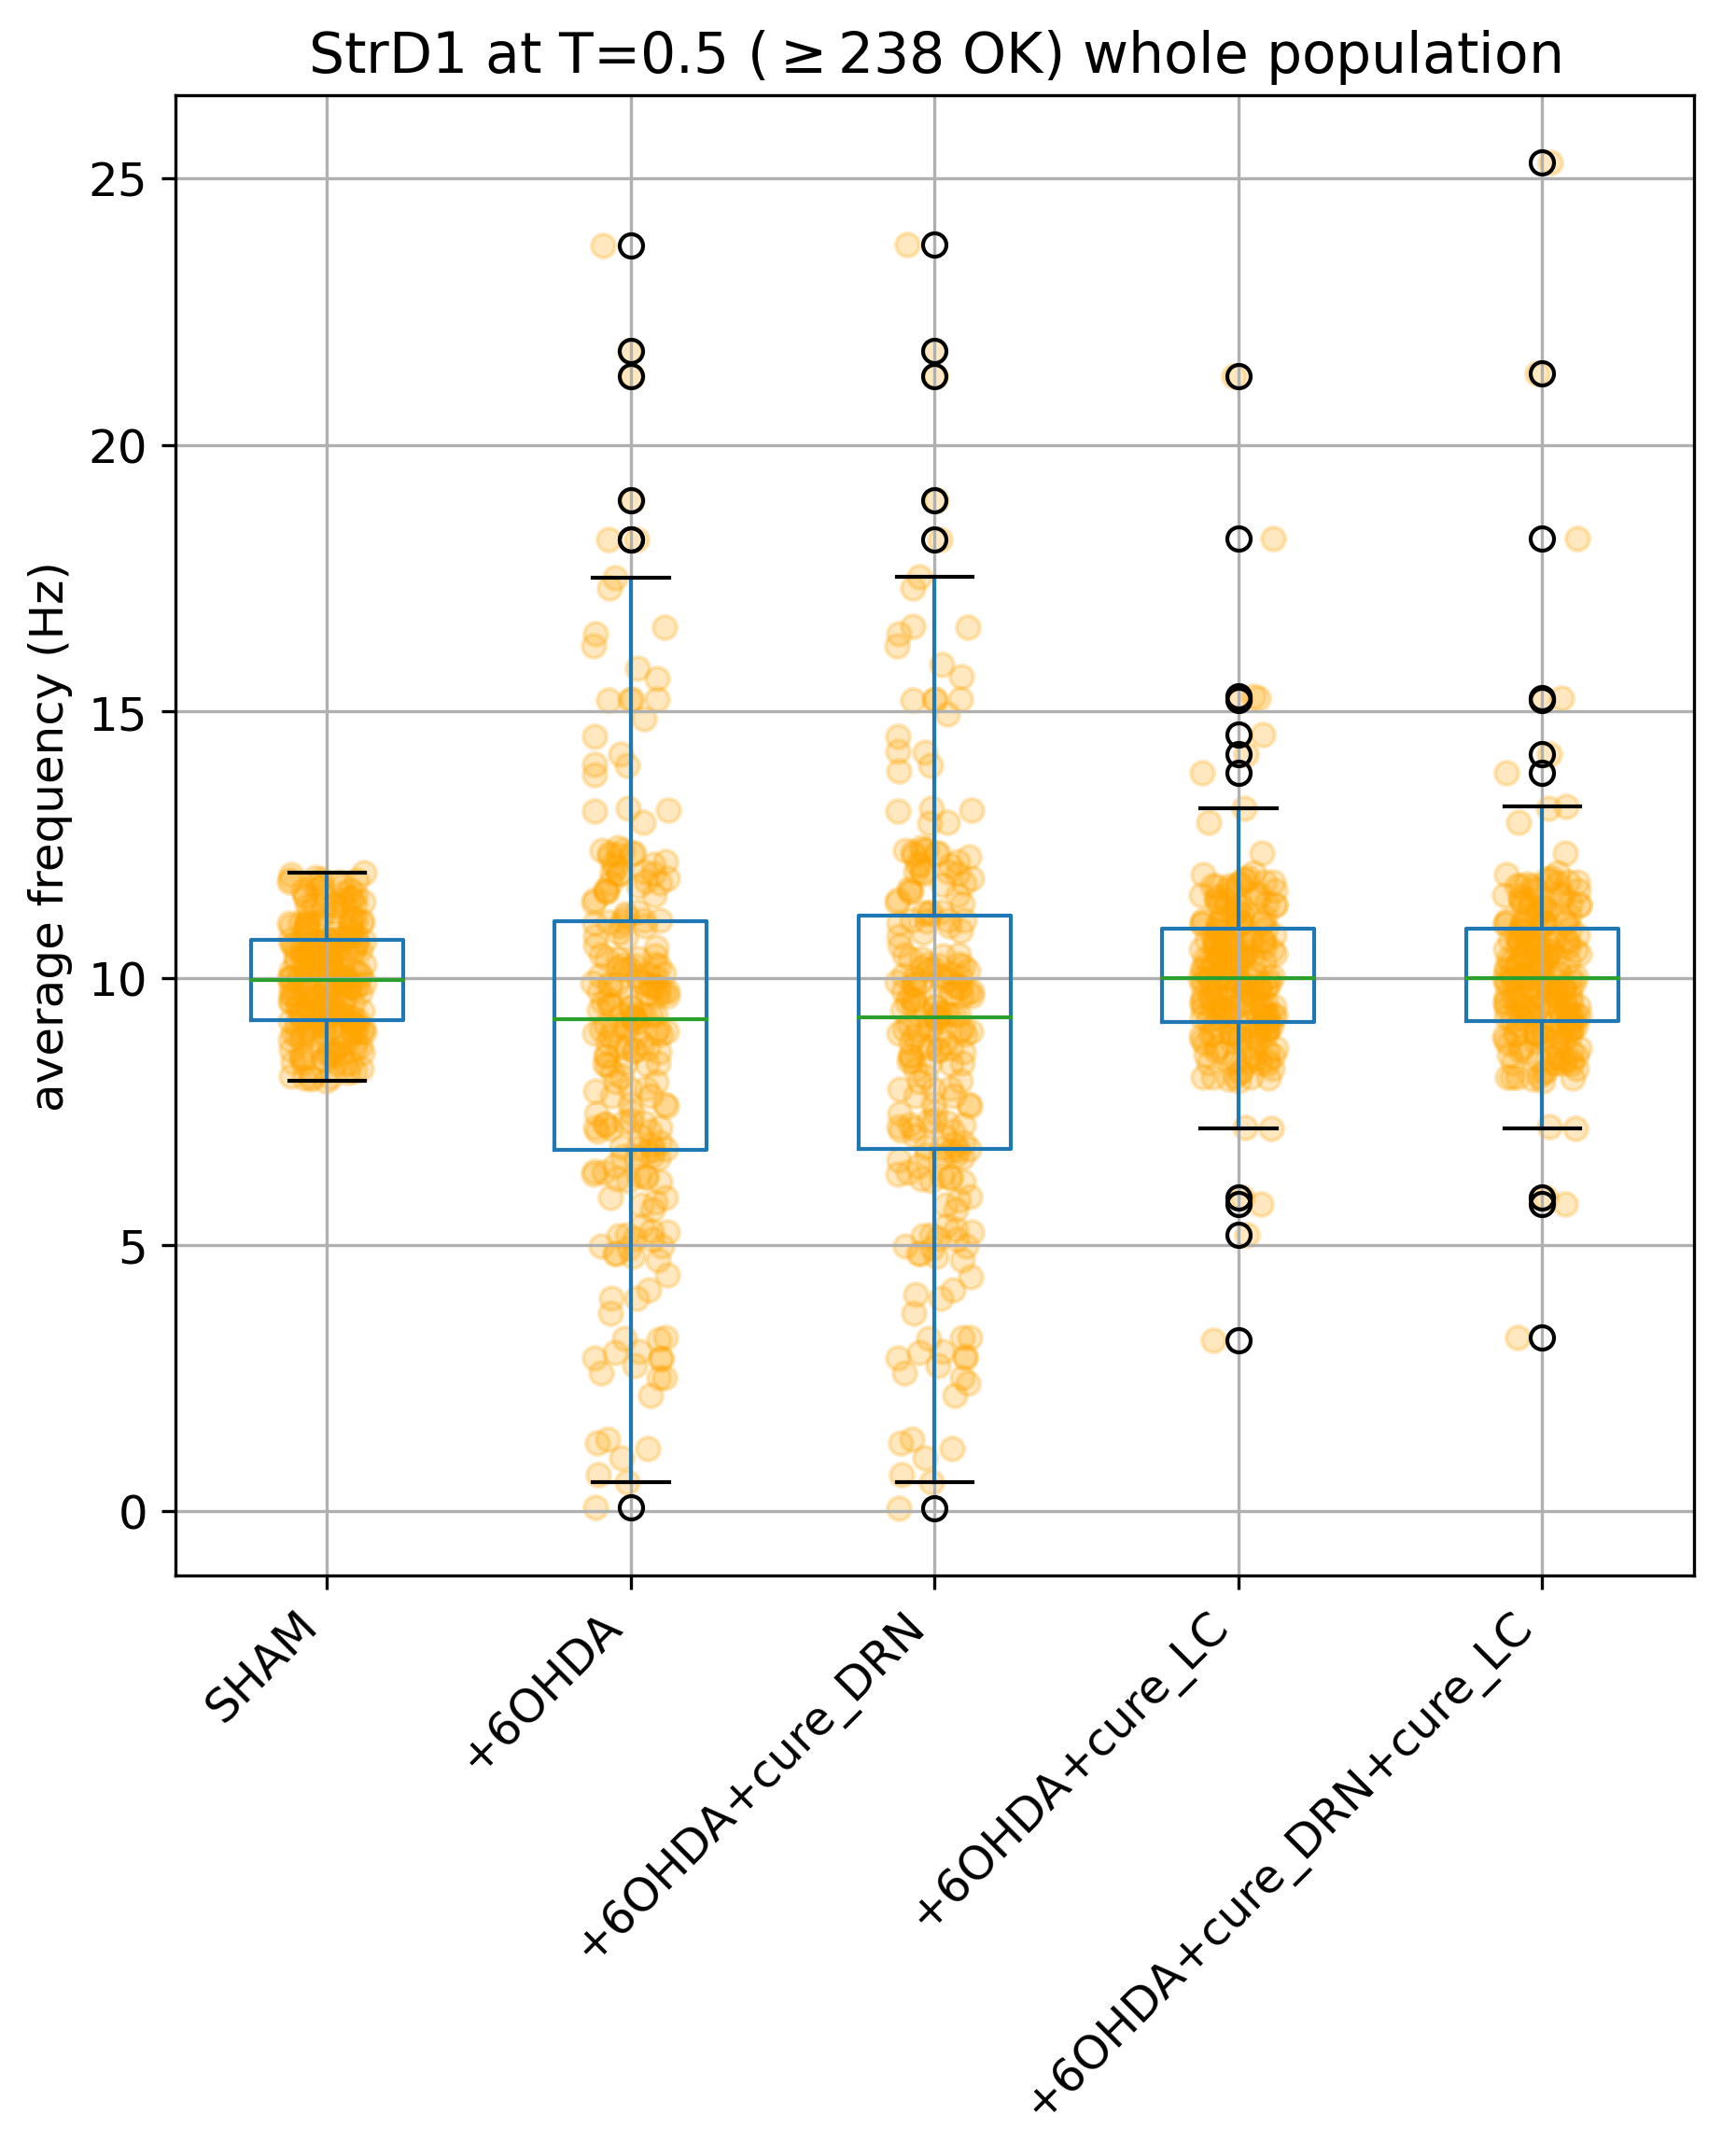 StrD1 at T=0.5 (≥238 OK) whole population
average frequency (Hz)
25
20
15
10
5
0
SHAM
+6OHDA
+6OHDA+cure_DRN
+6OHDA+cure_LC
+6OHDA+cure_DRN+cure_LC